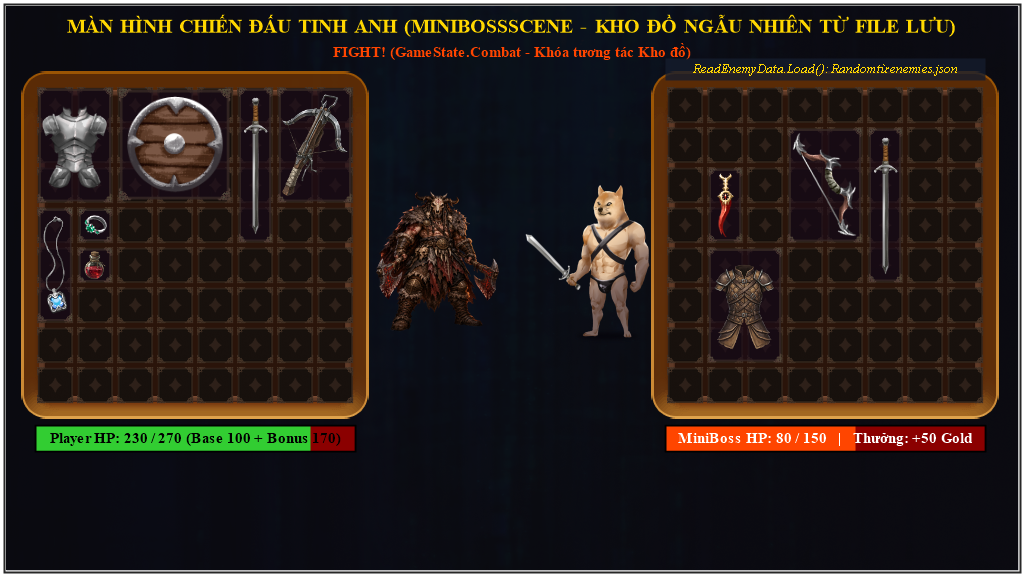 MÀN HÌNH CHIẾN ĐẤU TINH ANH (MINIBOSSSCENE - KHO ĐỒ NGẪU NHIÊN TỪ FILE LƯU)
FIGHT! (GameState.Combat - Khóa tương tác Kho đồ)
ReadEnemyData.Load(): Randomtirenemies.json
Player HP: 230 / 270 (Base 100 + Bonus 170)
MiniBoss HP: 80 / 150 | Thưởng: +50 Gold